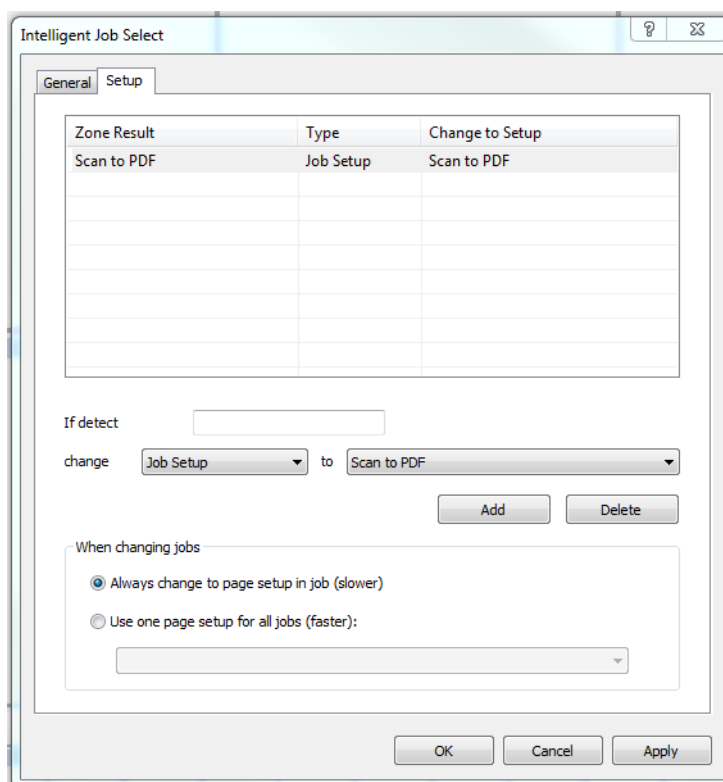 Intelligent Job Select
General Setup
Zone Result Type Change to Setup
Scan to PDF Job Setup Scan to PDF
If detect
change Job Setup to Scan to PDF
Add Delete
When changing jobs
Always change to page setup in job (slower)
Use one page setup for all jobs (faster):
OK Cancel Apply